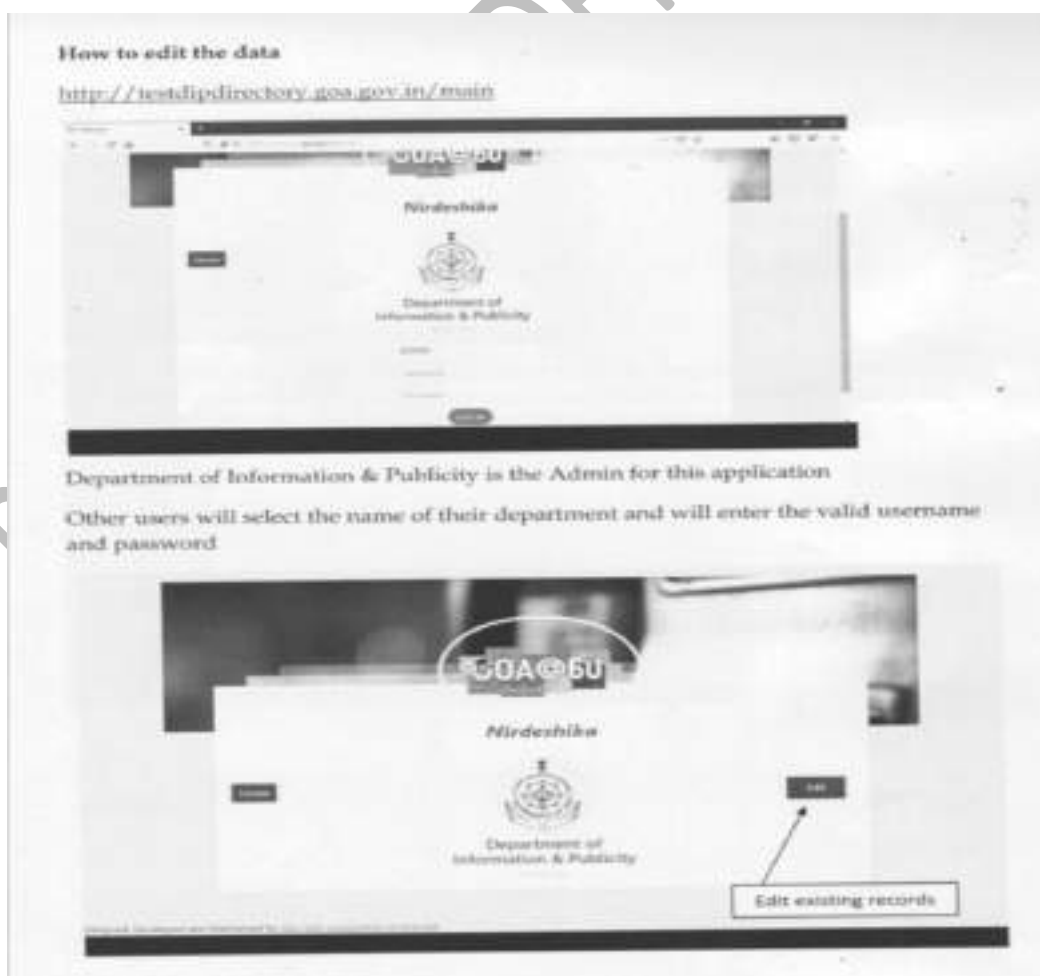 How to edit the data
http://testdipdirectory.goa.gov.in/main
GOA@60
Nirdeshika
Department of
Information & Publicity
Department of Information & Publicity is the Admin for this application
Other users will select the name of their department and will enter the valid username
and password
GOA@60
Nirdeshika
Edit
Department of
Information & Publicity
Edit existing records